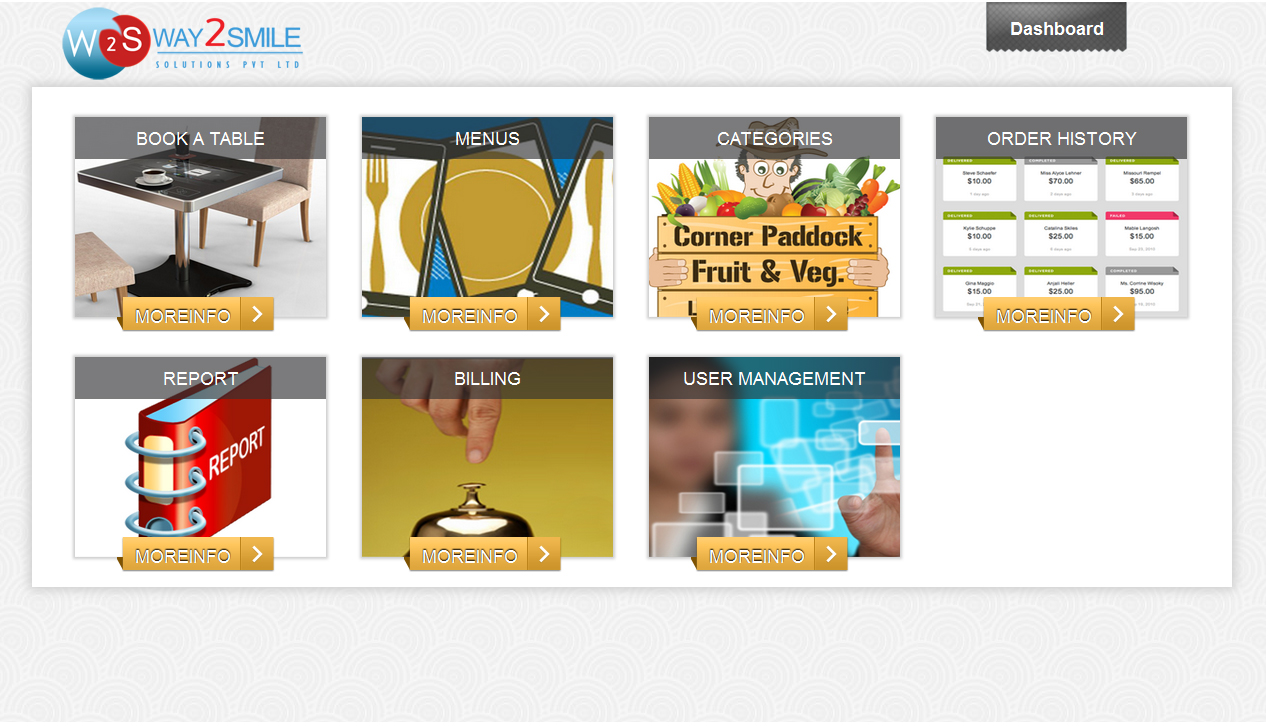 W2S WAY2SMILE
SOLUTIONS PVT LTD
Dashboard
BOOK A TABLE
MENUS
CATEGORIES
ORDER HISTORY
Corner Paddock
Fruit & Veg.
DELIVERED COMPLETED DELIVERED
Steve Schaefer Miss Alyce Lehner Missouri Rempel
$10.00 $70.00 $65.00
DELIVERED DELIVERED FAILED
Kylie Schuppe Catalina Skiles Mable Langosh
$10.00 $25.00 $15.00
DELIVERED DELIVERED COMPLETED
Gina Maggio Anjali Heller Ms. Corrine Wisoky
$15.00 $25.00 $95.00
MOREINFO
MOREINFO
MOREINFO
MOREINFO
REPORT
BILLING
USER MANAGEMENT
REPORT
MOREINFO
MOREINFO
MOREINFO